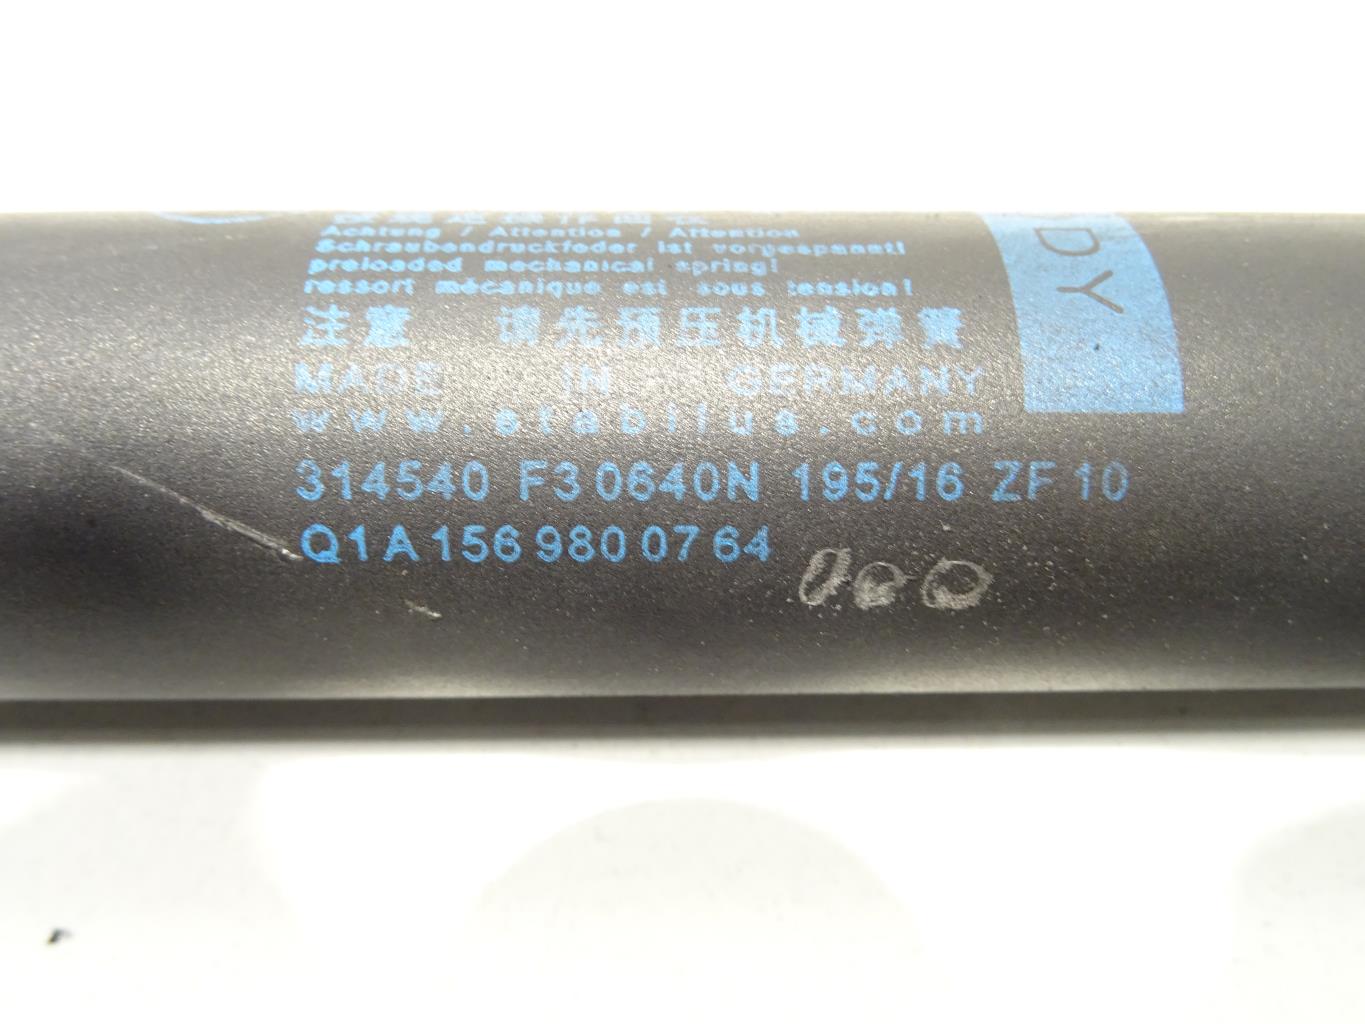 Achtung / Attention / Attention
Schraubendruckfeder ist vorgespannt!
preloaded mechanical spring!
ressort mécanique est sous tension!
注意 请先预压机械弹簧
MADE IN GERMANY
www.stabilus.com
314540 F3 0640N 195/16 ZF 10
Q1A 156 980 07 64
DY